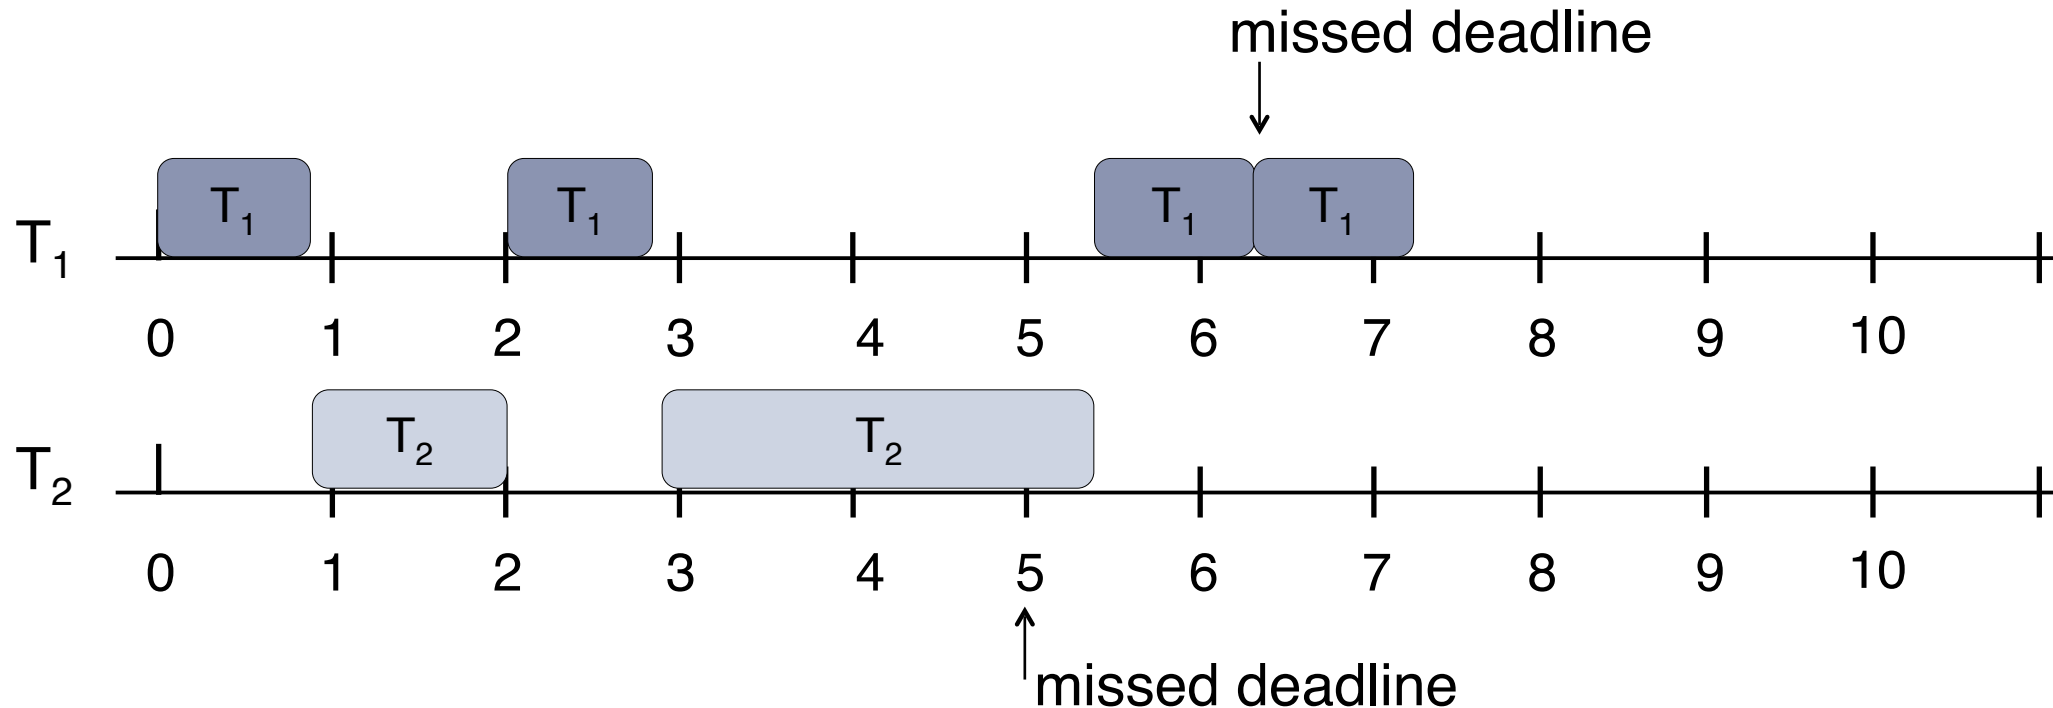 missed deadline
T₁ T₁ T₁ T₁
T₁
0 1 2 3 4 5 6 7 8 9 10
T₂ T₂
T₂
0 1 2 3 4 5 6 7 8 9 10
missed deadline